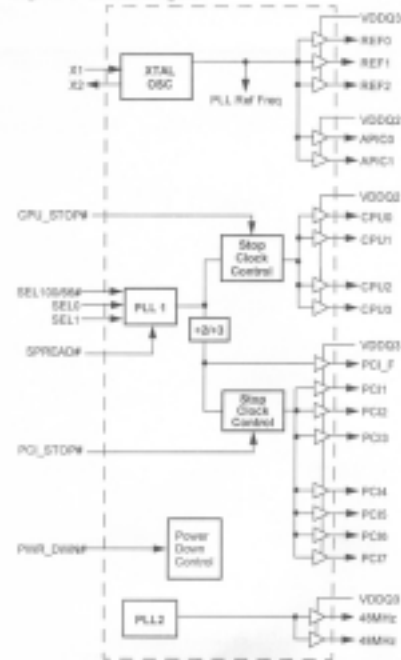 VDDQ3
REF0
X1
XTAL
OSC
REF1
X2
REF2
PLL Ref Freq
VDDQ2
APIC0
APIC1
VDDQ2
CPU_STOP#
CPU0
Stop
Clock
Control
CPU1
SEL100/66#
SEL0
SEL1
PLL 1
CPU2
CPU3
÷2/÷3
SPREAD#
VDDQ3
PCI_F
Stop
Clock
Control
PCI1
PCI2
PCI3
PCI_STOP#
PCI4
PCI5
PCI6
PCI7
PWR_DWN#
Power
Down
Control
VDDQ3
PLL2
48MHz
48MHz